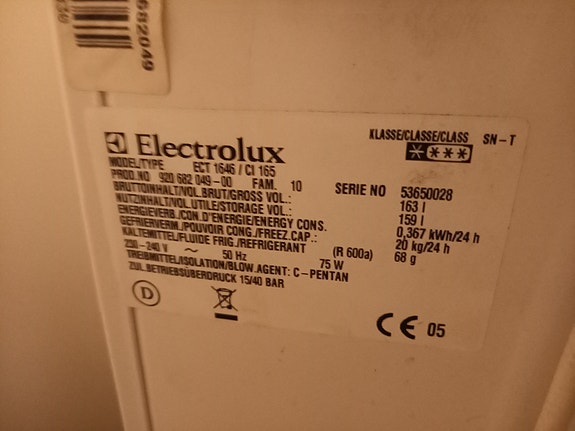 682049
Electrolux
KLASSE/CLASSE/CLASS SN-T
MODEL/TYPE ECT 1646 / CI 165
PROD.NO 920 682 049-00 FAM. 10 SERIE NO 53650028
BRUTTOINHALT/VOL.BRUT/GROSS VOL.: 163 l
NUTZINHALT/VOL.UTILE/STORAGE VOL.: 159 l
ENERGIEVERB./CON.D'ENERGIE/ENERGY CONS. 0,367 kWh/24 h
GEFRIERVERM./POUVOIR CONG./FREEZ.CAP.: 20 kg/24 h
KAELTEMITTEL/FLUIDE FRIG./REFRIGERANT (R 600a) 68 g
230-240 V ~ 50 Hz 75 W
TREIBMITTEL/ISOLATION/BLOW.AGENT: C-PENTAN
ZUL.BETRIEBSÜBERDRUCK 15/40 BAR
D
CE 05